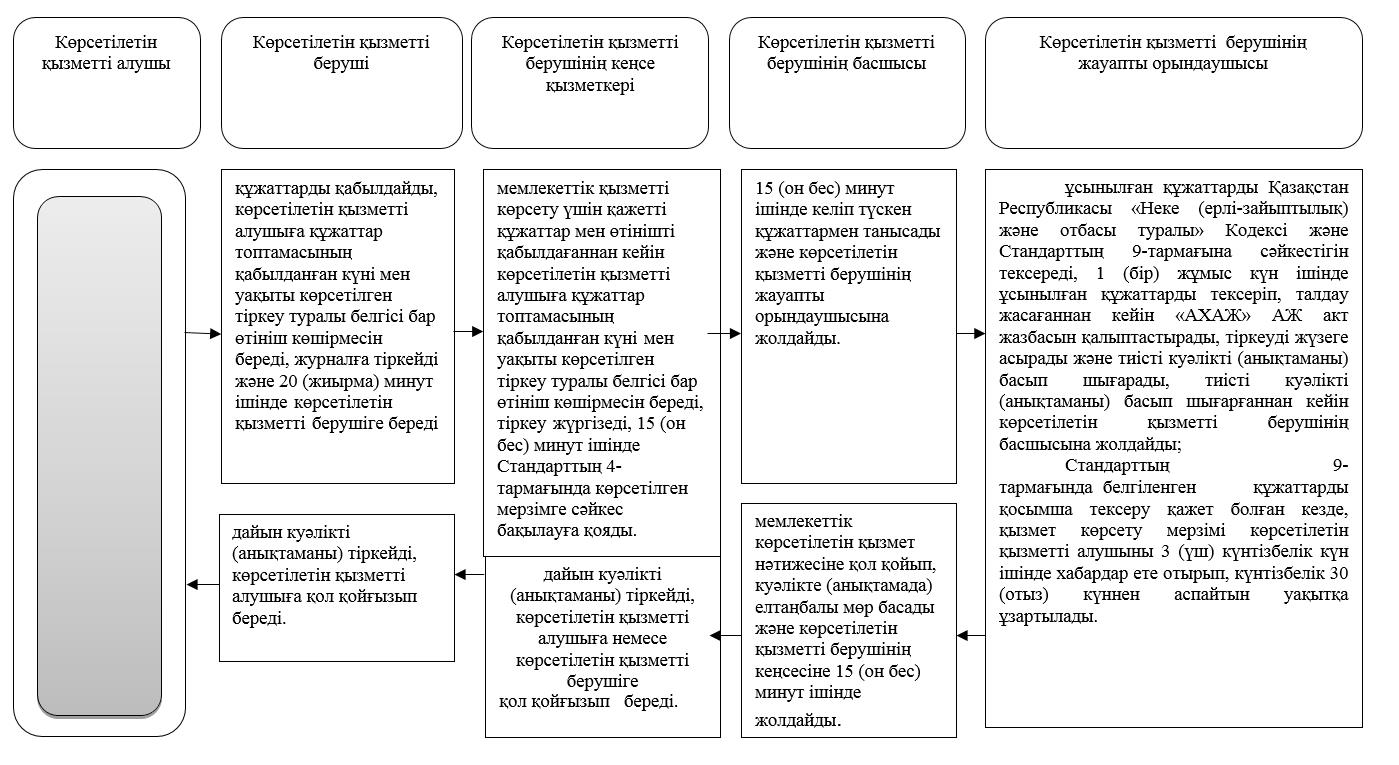 Көрсетілетін
қызметті алушы
Көрсетілетін қызметті
беруші
Көрсетілетін қызметті
берушінің кеңсе
қызметкері
Көрсетілетін қызметті
берушінің басшысы
Көрсетілетін қызметті берушінің
жауапты орындаушысы
құжаттарды қабылдайды,
көрсетілетін қызметті
алушыға құжаттар
топтамасының
қабылданған күні мен
уақыты көрсетілген
тіркеу туралы белгісі бар
өтініш көшірмесін
береді, журналға тіркейді
және 20 (жиырма) минут
ішінде көрсетілетін
қызметті берушіге береді
мемлекеттік қызметті
көрсету үшін қажетті
құжаттар мен өтінішті
қабылдағаннан кейін
көрсетілетін қызметті
алушыға құжаттар
топтамасының
қабылданған күні мен
уақыты көрсетілген
тіркеу туралы белгісі бар
өтініш көшірмесін береді,
тіркеу жүргізеді, 15 (он
бес) минут ішінде
Стандарттың 4-
тармағында көрсетілген
мерзімге сәйкес
бақылауға қояды.
15 (он бес) минут
ішінде келіп түскен
құжаттармен танысады
және көрсетілетін
қызметті берушінің
жауапты
орындаушысына
жолдайды.
ұсынылған құжаттарды Қазақстан
Республикасы «Неке (ерлі-зайыптылық)
және отбасы туралы» Кодексі және
Стандарттың 9-тармағына сәйкестігін
тексереді, 1 (бір) жұмыс күн ішінде
ұсынылған құжаттарды тексеріп, талдау
жасағаннан кейін «АХАЖ» АЖ акт
жазбасын қалыптастырады, тіркеуді жүзеге
асырады және тиісті куәлікті (анықтаманы)
басып шығарады, тиісті куәлікті
(анықтаманы) басып шығарғаннан кейін
көрсетілетін қызметті берушінің
басшысына жолдайды;
Стандарттың 9-
тармағында белгіленген құжаттарды
қосымша тексеру қажет болған кезде,
қызмет көрсету мерзімі көрсетілетін
қызметті алушыны 3 (үш) күнтізбелік күн
ішінде хабардар ете отырып, күнтізбелік 30
(отыз) күннен аспайтын уақытқа
ұзартылады.
дайын куәлікті
(анықтаманы) тіркейді,
көрсетілетін қызметті
алушыға қол қойғызып
береді.
дайын куәлікті
(анықтаманы) тіркейді,
көрсетілетін қызметті
алушыға немесе
көрсетілетін қызметті
берушіге
қол қойғызып береді.
мемлекеттік
көрсетілетін қызмет
нәтижесіне қол қойып,
куәлікте (анықтамада)
елтаңбалы мөр басады
және көрсетілетін
қызметті берушінің
кеңсесіне 15 (он бес)
минут ішінде
жолдайды.